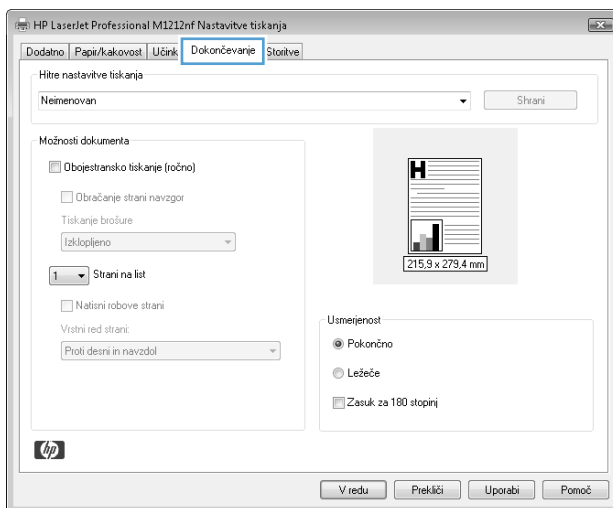 HP LaserJet Professional M1212nf Nastavitve tiskanja
Dodatno Papir/kakovost Učink Dokončevanje Storitve
Hitre nastavitve tiskanja
Neimenovan Shrani
Možnosti dokumenta
Obojestransko tiskanje (ročno)
Obračanje strani navzgor
Tiskanje brošure
Izklopljeno
1 Strani na list
Natisni robove strani
Vrstni red strani:
Proti desni in navzdol
H
215,9 x 279,4 mm
Usmerjenost
Pokončno
Ležeče
Zasuk za 180 stopinj
hp
V redu Prekliči Uporabi Pomoč